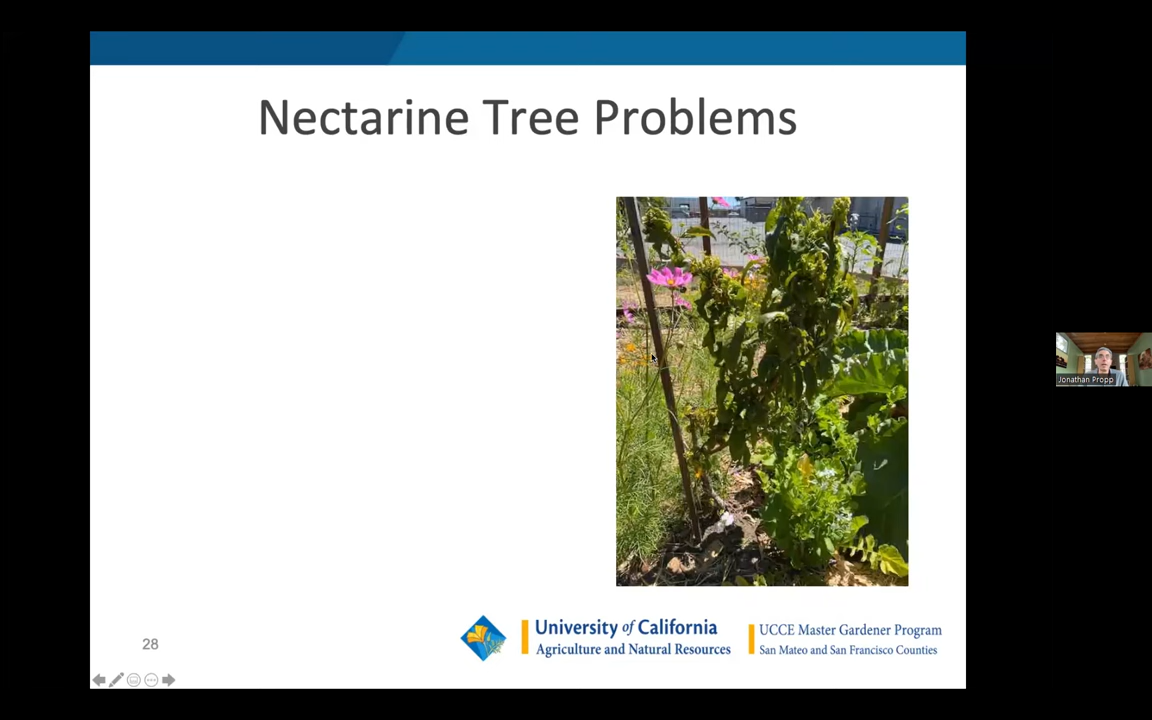 Nectarine Tree Problems
Jonathan Propp
28
University of California
Agriculture and Natural Resources
UCCE Master Gardener Program
San Mateo and San Francisco Counties